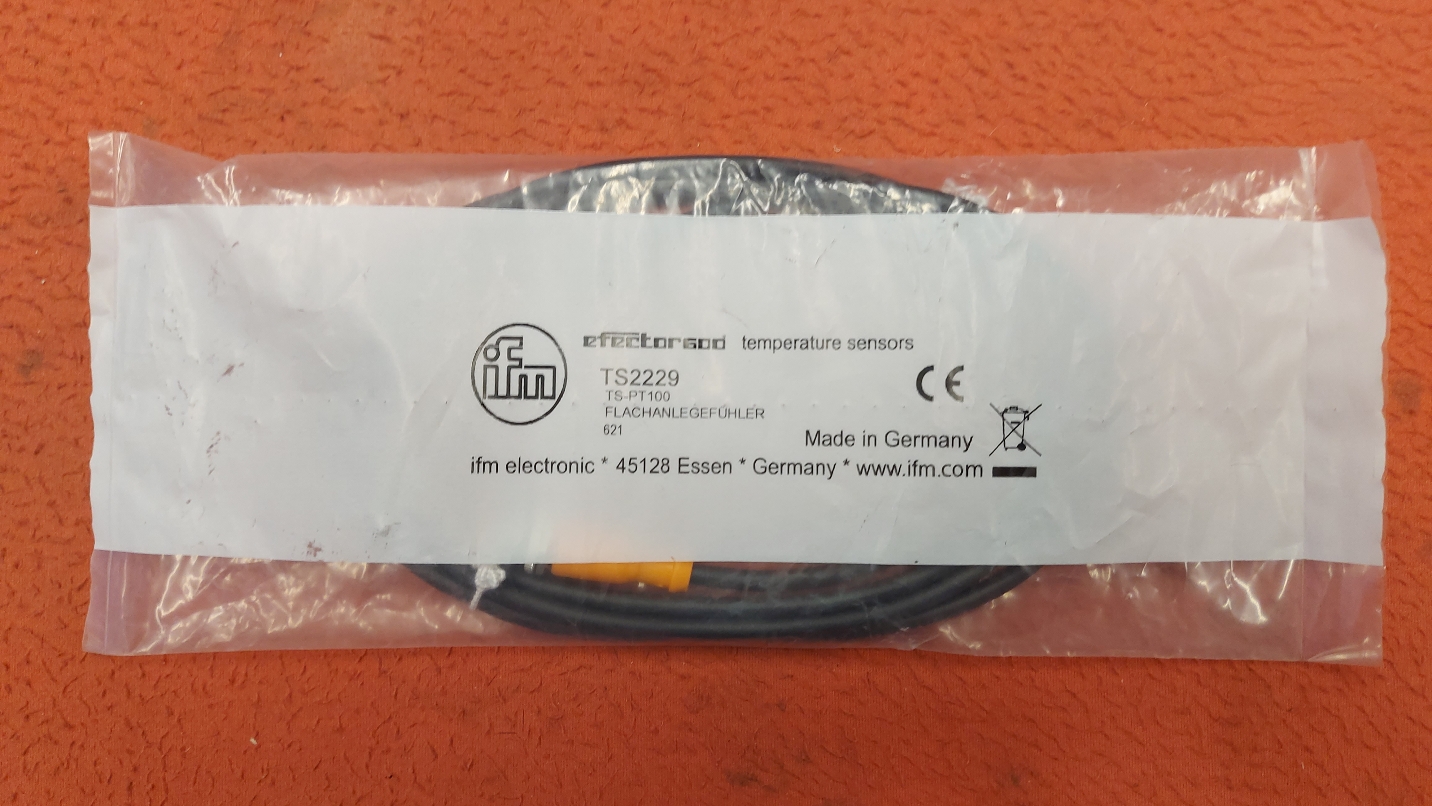 ifm
efector600 temperature sensors
TS2229
TS-PT100
FLACHANLEGEFÜHLER
621
CE
Made in Germany
ifm electronic * 45128 Essen * Germany * www.ifm.com